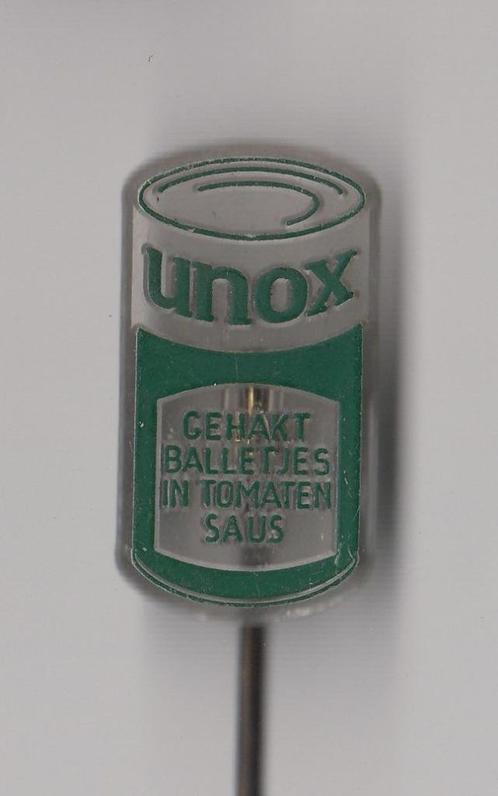 unox
GEHAKT
BALLETJES
IN TOMATEN
SAUS